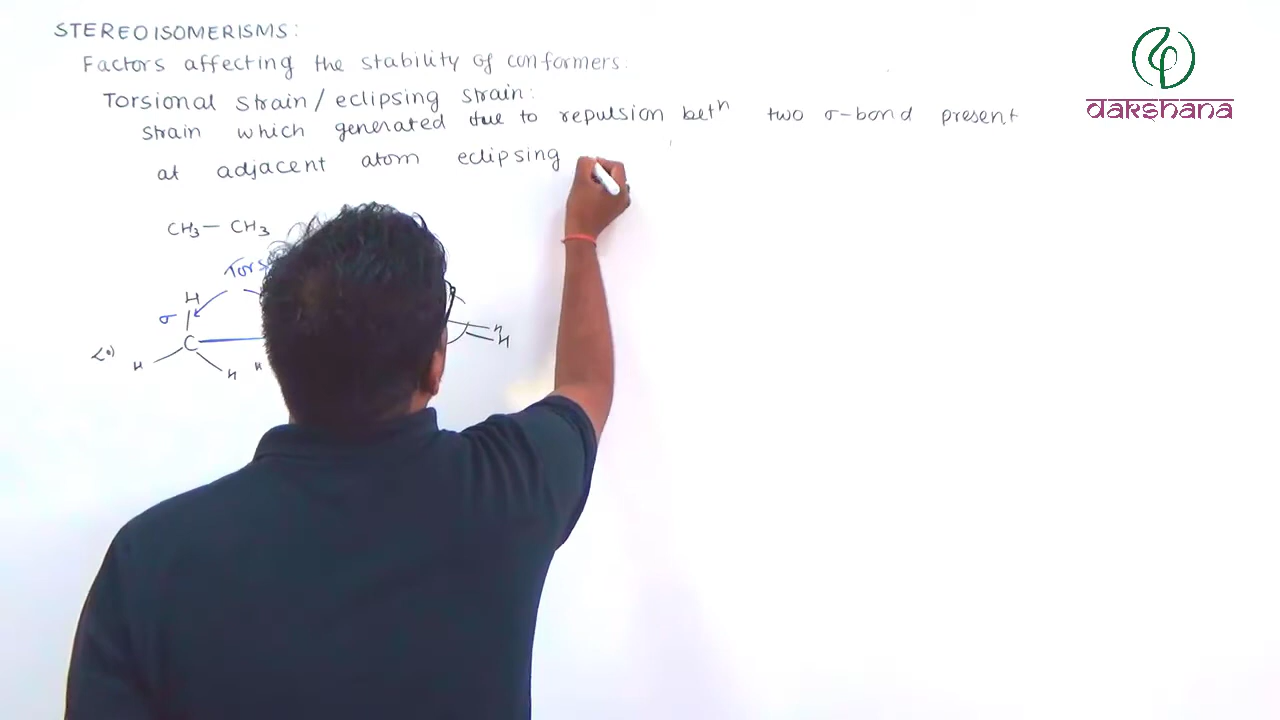 STEREOISOMERISMS:
Factors affecting the stability of conformers:
Torsional strain/eclipsing strain:
strain which generated due to repulsion betⁿ two σ-bond present
at adjacent atom eclipsing
CH₃— CH₃
Tors
H
σ
C
H
H
H
H
H
dakshana